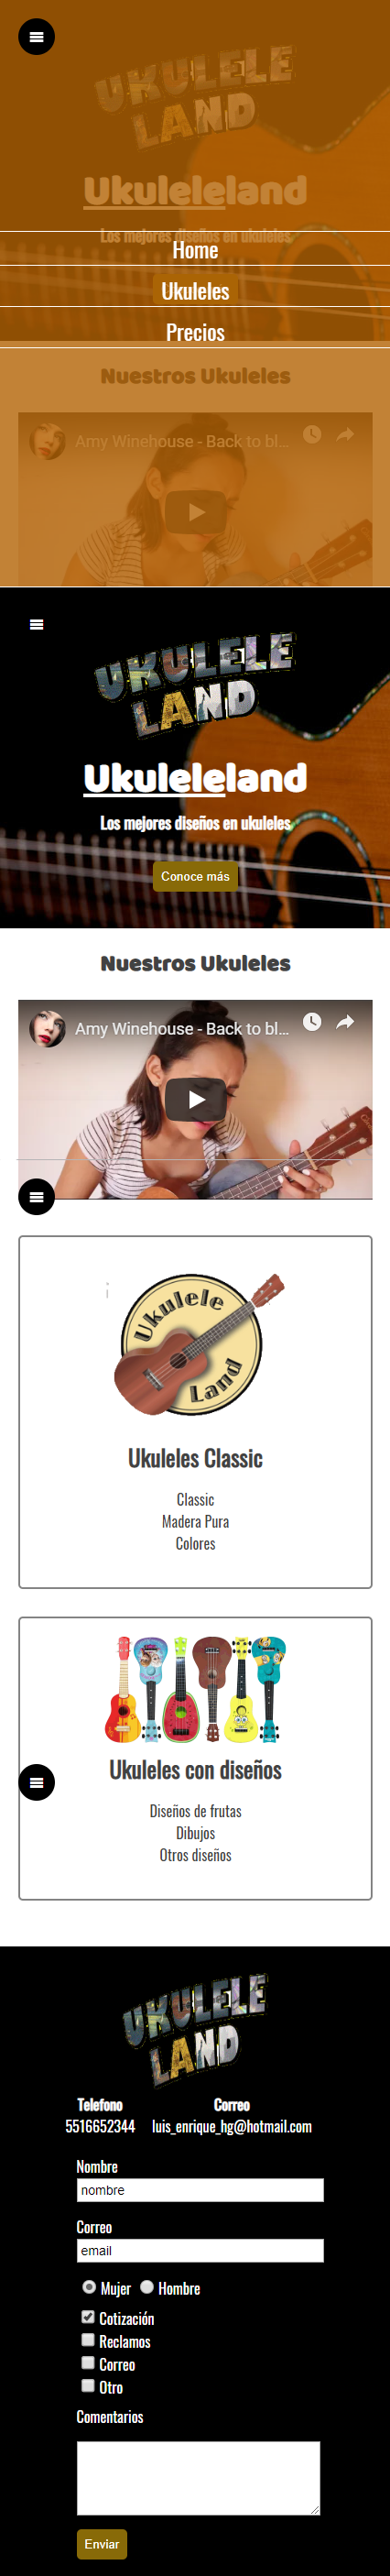 UKULELE
LAND
Ukuleleland
Los mejores diseños en ukuleles
Home
Ukuleles
Precios
Nuestros Ukuleles
Amy Winehouse - Back to bl...
UKULELE
LAND
Ukuleleland
Los mejores diseños en ukuleles
Conoce más
Nuestros Ukuleles
Amy Winehouse - Back to bl...
Ukulele
Land
Ukuleles Classic
Classic
Madera Pura
Colores
Ukuleles con diseños
Diseños de frutas
Dibujos
Otros diseños
UKULELE
LAND
Telefono Correo
5516652344 luis_enrique_hg@hotmail.com
Nombre
nombre
Correo
email
Mujer Hombre
Cotización
Reclamos
Correo
Otro
Comentarios
Enviar